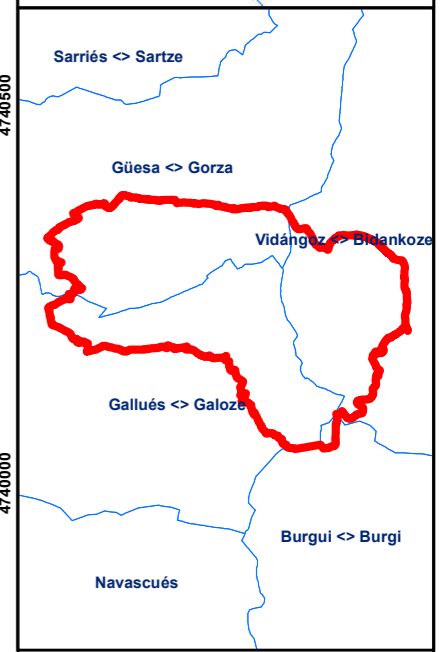 4740500
Sarriés <> Sartze
Güesa <> Gorza
Vidángoz <> Bidankoze
Gallués <> Galoze
4740000
Burgui <> Burgi
Navascués